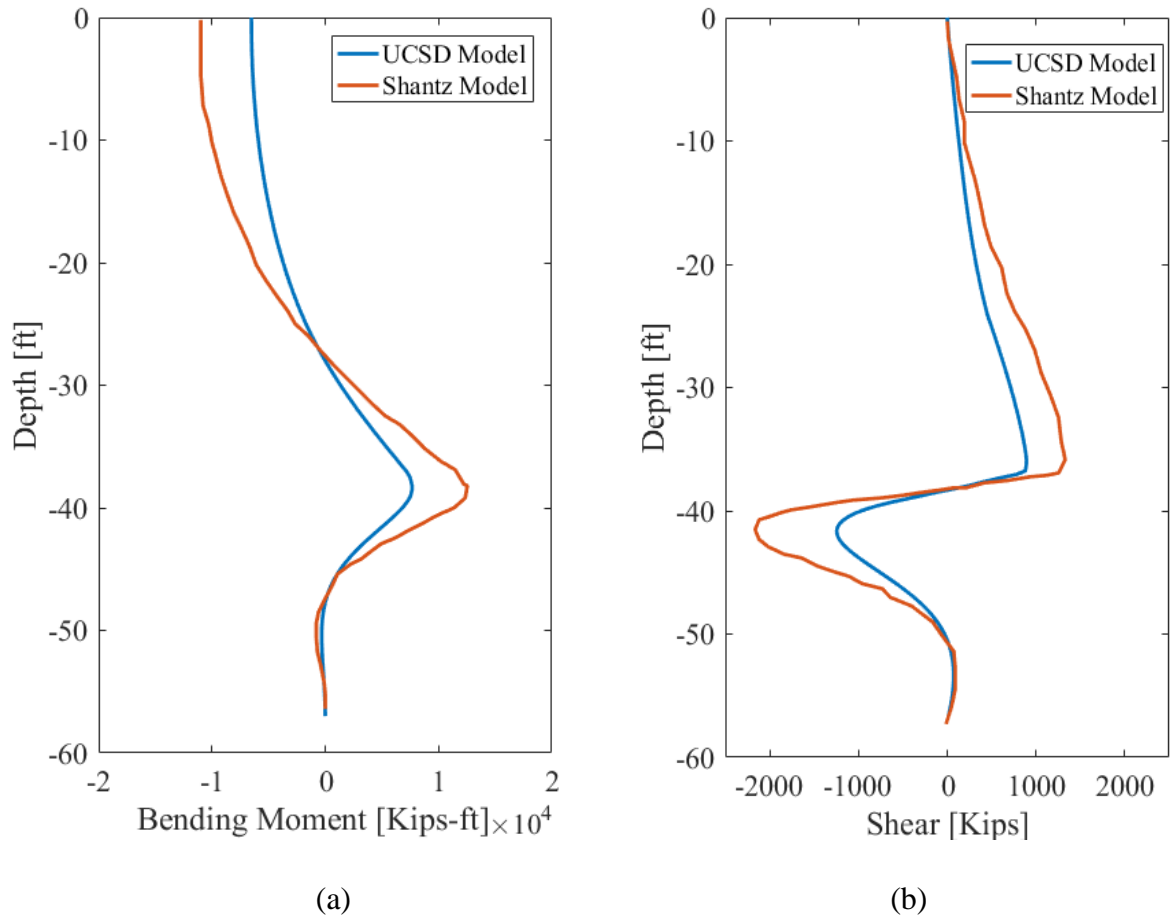 0
-10
-20
-30
-40
-50
-60
Depth [ft]
UCSD Model
Shantz Model
-2
-1
0
1
2
Bending Moment [Kips-ft]×10⁴
(a)
0
-10
-20
-30
-40
-50
-60
Depth [ft]
UCSD Model
Shantz Model
-2000
-1000
0
1000
2000
Shear [Kips]
(b)